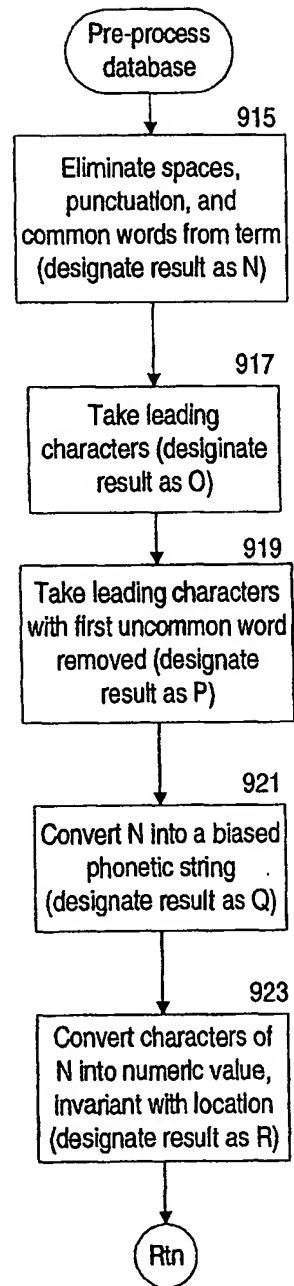 Pre-process
database
915
Eliminate spaces,
punctuation, and
common words from term
(designate result as N)
917
Take leading
characters (desiginate
result as O)
919
Take leading characters
with first uncommon word
removed (designate
result as P)
921
Convert N into a biased
phonetic string
(designate result as Q)
923
Convert characters of
N into numeric value,
invariant with location
(designate result as R)
Rtn